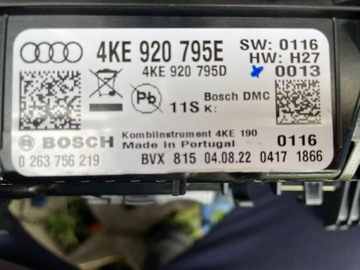 4KE 920 795E SW: 0116
4KE 920 795D HW: H27
0013
Pb 11S Bosch DMC
K:
BOSCH Kombiinstrument 4KE 190 0116
Made in Portugal
0 263 756 219 BVX 815 04.08.22 0417 1866